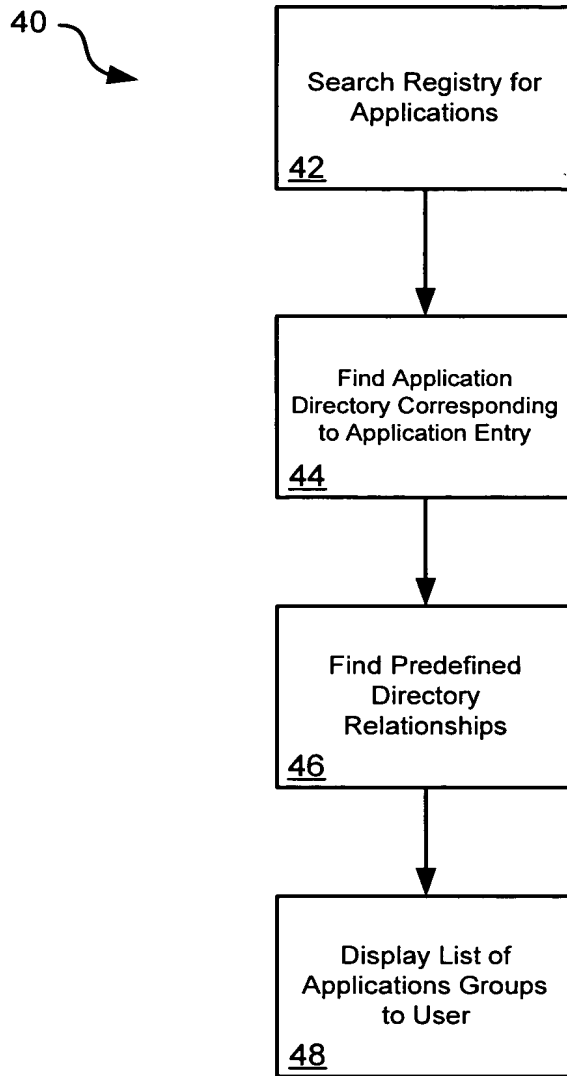 40
Search Registry for
Applications
42
Find Application
Directory Corresponding
to Application Entry
44
Find Predefined
Directory
Relationships
46
Display List of
Applications Groups
to User
48